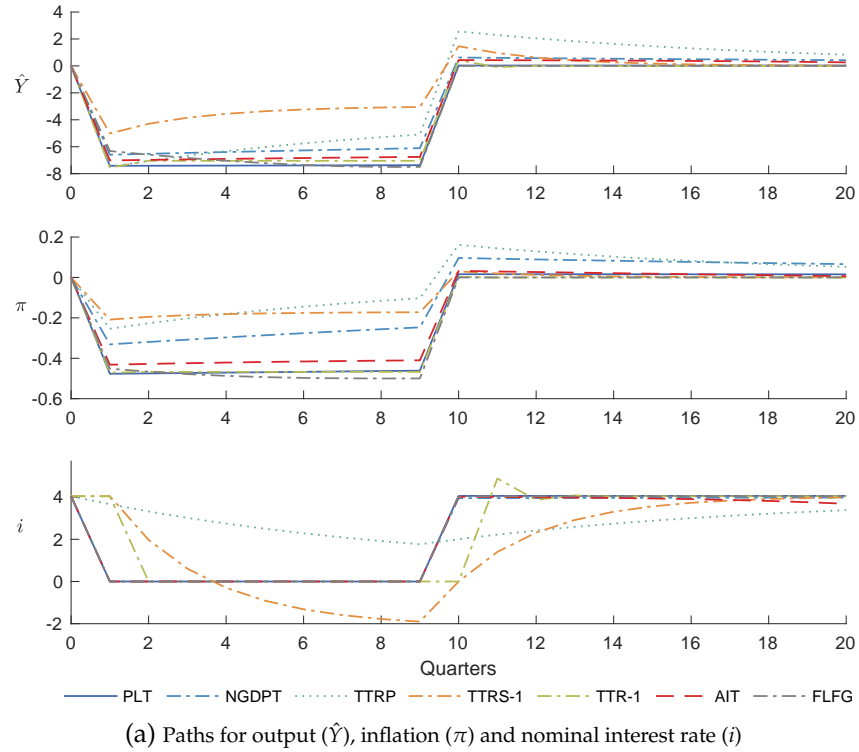 4
2
0
Ŷ
-2
-4
-6
-8
0 2 4 6 8 10 12 14 16 18 20
0.2
0
π
-0.2
-0.4
-0.6
0 2 4 6 8 10 12 14 16 18 20
4
i
2
0
-2
0 2 4 6 8 10 12 14 16 18 20
Quarters
PLT NGDPT TTRP TTRS-1 TTR-1 AIT FLFG
(a) Paths for output (Ŷ), inflation (π) and nominal interest rate (i)